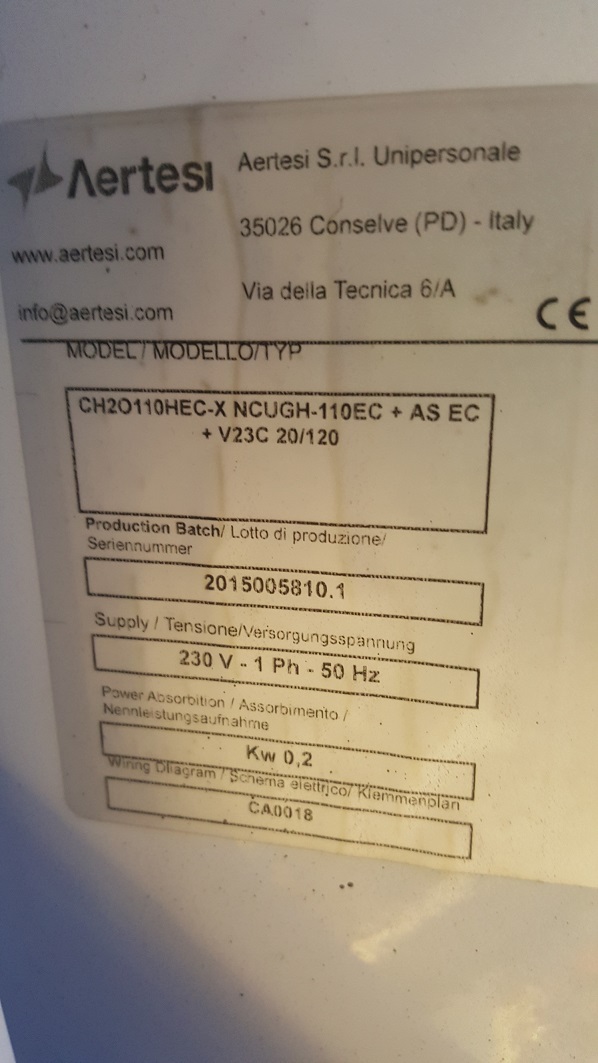 Aertesi
Aertesi S.r.l. Unipersonale
35026 Conselve (PD) - Italy
www.aertesi.com
Via della Tecnica 6/A
info@aertesi.com
CE
MODEL / MODELLO/TYP
CH2O110HEC-X NCUGH-110EC + AS EC
+ V23C 20/120
Production Batch/ Lotto di produzione/
Seriennummer
2015005810.1
Supply / Tensione/Versorgungsspannung
230 V - 1 Ph - 50 Hz
Power Absorbition / Assorbimento /
Nennleistungsaufnahme
Kw 0,2
Wiring Diagram / Schema elettrico/ Klemmenplan
CA0018